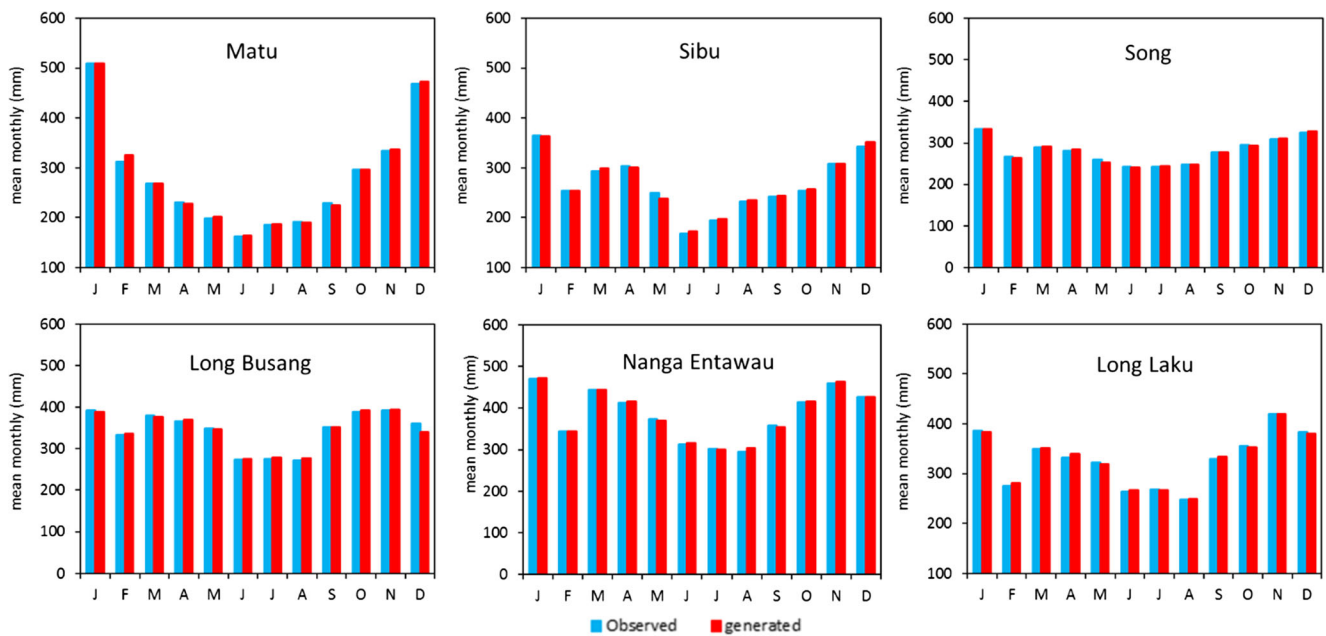 Matu
mean monthly (mm)
600
500
400
300
200
100
J F M A M J J A S O N D
Sibu
mean monthly (mm)
600
500
400
300
200
100
J F M A M J J A S O N D
Song
mean monthly (mm)
600
500
400
300
200
100
0
J F M A M J J A S O N D
Long Busang
mean monthly (mm)
600
500
400
300
200
100
0
J F M A M J J A S O N D
Nanga Entawau
mean monthly (mm)
600
500
400
300
200
100
0
J F M A M J J A S O N D
Long Laku
mean monthly (mm)
600
500
400
300
200
100
J F M A M J J A S O N D
Observed generated